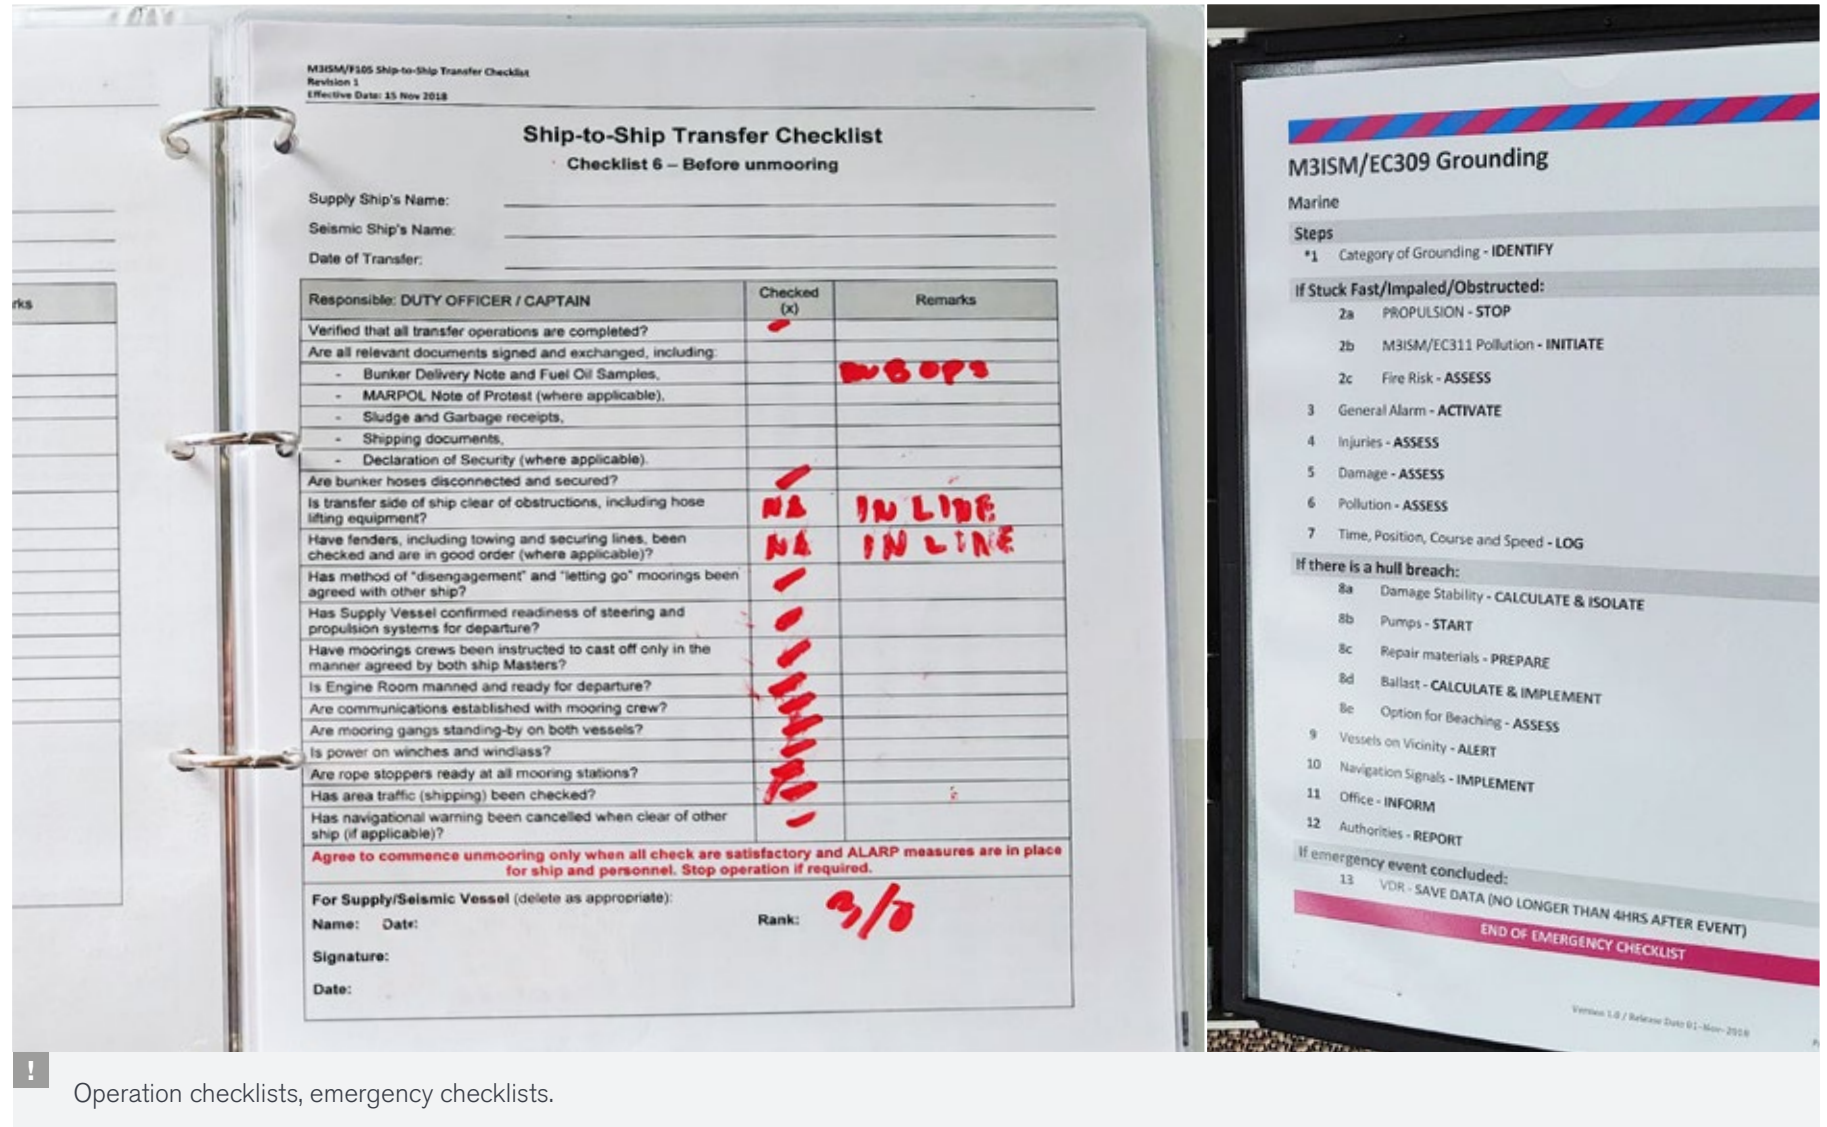 rks
M3ISM/F105 Ship-to-Ship Transfer Checklist
Revision 1
Effective Date: 15 Nov 2018
Ship-to-Ship Transfer Checklist
Checklist 6 – Before unmooring
Supply Ship's Name:
Seismic Ship's Name:
Date of Transfer:
Responsible: DUTY OFFICER / CAPTAIN Checked (x) Remarks
Verified that all transfer operations are completed?
Are all relevant documents signed and exchanged, including:
- Bunker Delivery Note and Fuel Oil Samples, OPS
- MARPOL Note of Protest (where applicable),
- Sludge and Garbage receipts,
- Shipping documents,
- Declaration of Security (where applicable).
Are bunker hoses disconnected and secured?
Is transfer side of ship clear of obstructions, including hose NA IN LINE
lifting equipment?
Have fenders, including towing and securing lines, been NA IN LINE
checked and are in good order (where applicable)?
Has method of "disengagement" and "letting go" moorings been
agreed with other ship?
Has Supply Vessel confirmed readiness of steering and
propulsion systems for departure?
Have moorings crews been instructed to cast off only in the
manner agreed by both ship Masters?
Is Engine Room manned and ready for departure?
Are communications established with mooring crew?
Are mooring gangs standing-by on both vessels?
Is power on winches and windlass?
Are rope stoppers ready at all mooring stations?
Has area traffic (shipping) been checked?
Has navigational warning been cancelled when clear of other
ship (if applicable)?
Agree to commence unmooring only when all check are satisfactory and ALARP measures are in place
for ship and personnel. Stop operation if required.
For Supply/Seismic Vessel (delete as appropriate):
Name: Date: Rank: 3/O
Signature:
Date:
M3ISM/EC309 Grounding
Marine
Steps
*1 Category of Grounding - IDENTIFY
If Stuck Fast/Impaled/Obstructed:
2a PROPULSION - STOP
2b M3ISM/EC311 Pollution - INITIATE
2c Fire Risk - ASSESS
3 General Alarm - ACTIVATE
4 Injuries - ASSESS
5 Damage - ASSESS
6 Pollution - ASSESS
7 Time, Position, Course and Speed - LOG
If there is a hull breach:
8a Damage Stability - CALCULATE & ISOLATE
8b Pumps - START
8c Repair materials - PREPARE
8d Ballast - CALCULATE & IMPLEMENT
8e Option for Beaching - ASSESS
9 Vessels on Vicinity - ALERT
10 Navigation Signals - IMPLEMENT
11 Office - INFORM
12 Authorities - REPORT
If emergency event concluded:
13 VDR - SAVE DATA (NO LONGER THAN 4HRS AFTER EVENT)
END OF EMERGENCY CHECKLIST
Version 1.0 / Release Date 01-Nov-2018
!
Operation checklists, emergency checklists.